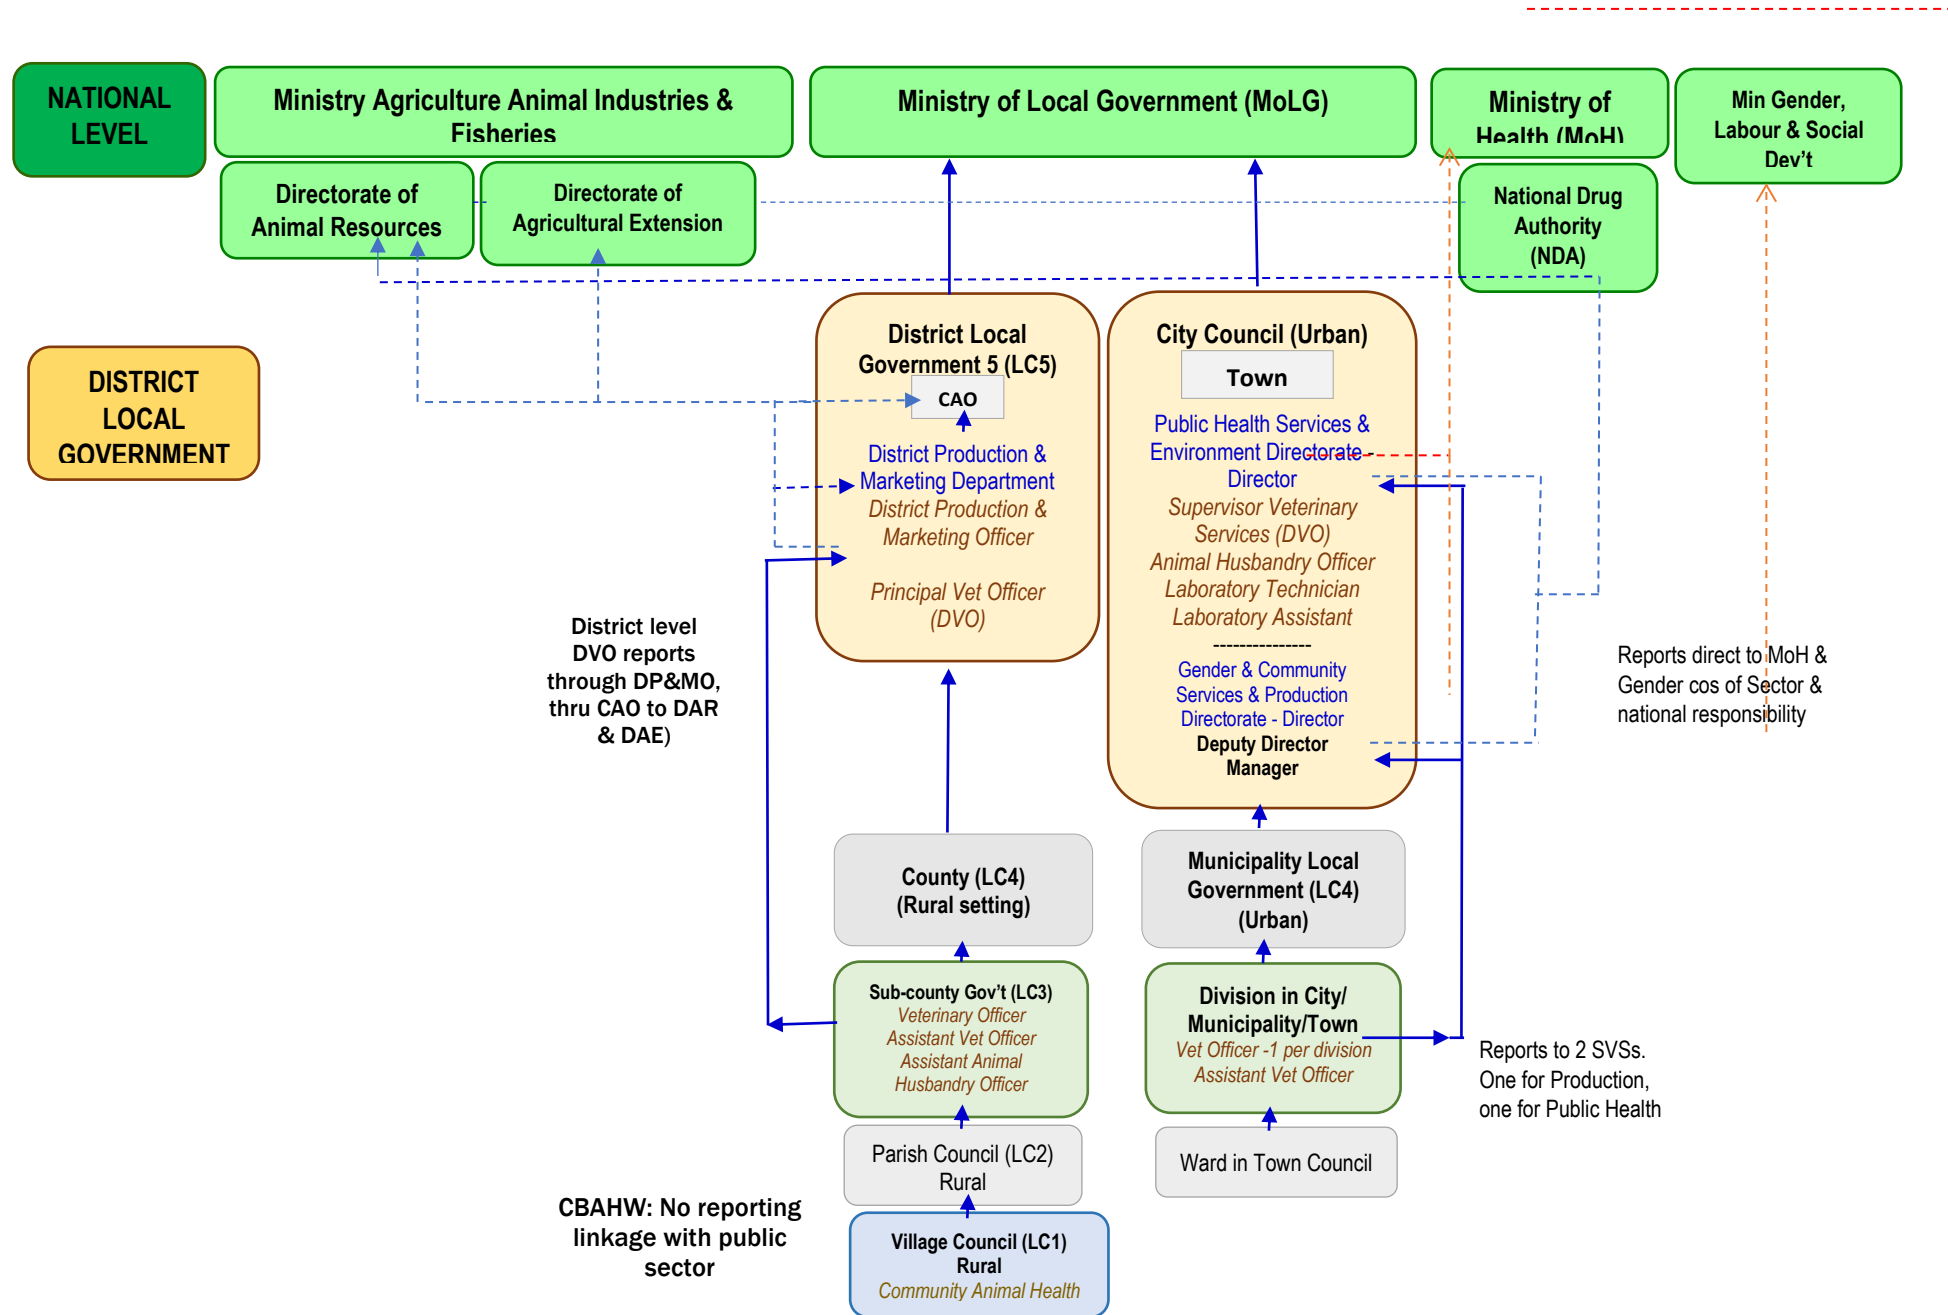 NATIONAL
LEVEL
Ministry Agriculture Animal Industries &
Fisheries
Ministry of Local Government (MoLG)
Ministry of
Health (MoH)
Min Gender,
Labour & Social
Dev't
Directorate of
Animal Resources
Directorate of
Agricultural Extension
National Drug
Authority
(NDA)
DISTRICT
LOCAL
GOVERNMENT
District Local
Government 5 (LC5)
CAO
District Production &
Marketing Department
District Production &
Marketing Officer
Principal Vet Officer
(DVO)
City Council (Urban)
Town
Public Health Services &
Environment Directorate -
Director
Supervisor Veterinary
Services (DVO)
Animal Husbandry Officer
Laboratory Technician
Laboratory Assistant
---------------
Gender & Community
Services & Production
Directorate - Director
Deputy Director
Manager
District level
DVO reports
through DP&MO,
thru CAO to DAR
& DAE)
Reports direct to MoH &
Gender cos of Sector &
national responsibility
County (LC4)
(Rural setting)
Municipality Local
Government (LC4)
(Urban)
Sub-county Gov't (LC3)
Veterinary Officer
Assistant Vet Officer
Assistant Animal
Husbandry Officer
Division in City/
Municipality/Town
Vet Officer -1 per division
Assistant Vet Officer
Reports to 2 SVSs.
One for Production,
one for Public Health
Parish Council (LC2)
Rural
Ward in Town Council
CBAHW: No reporting
linkage with public
sector
Village Council (LC1)
Rural
Community Animal Health